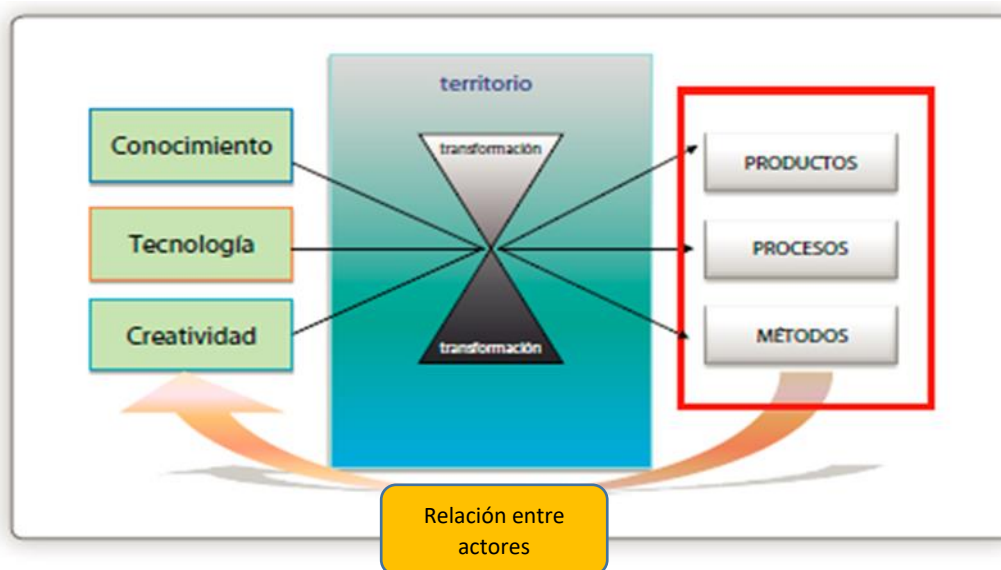 territorio
Conocimiento
Tecnología
Creatividad
transformación
transformación
PRODUCTOS
PROCESOS
MÉTODOS
Relación entre
actores